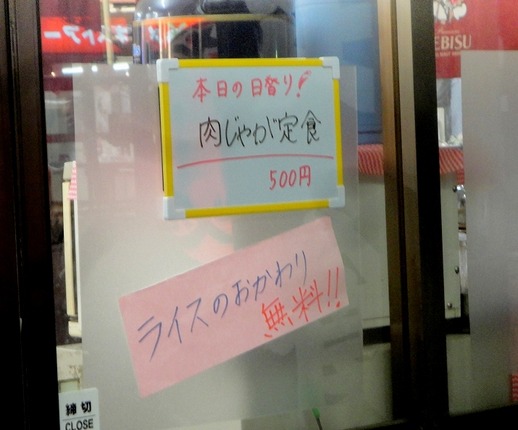 本日の日替り!
肉じゃが定食
500円
ライスのおかわり
無料!!
締切
CLOSE
EBISU